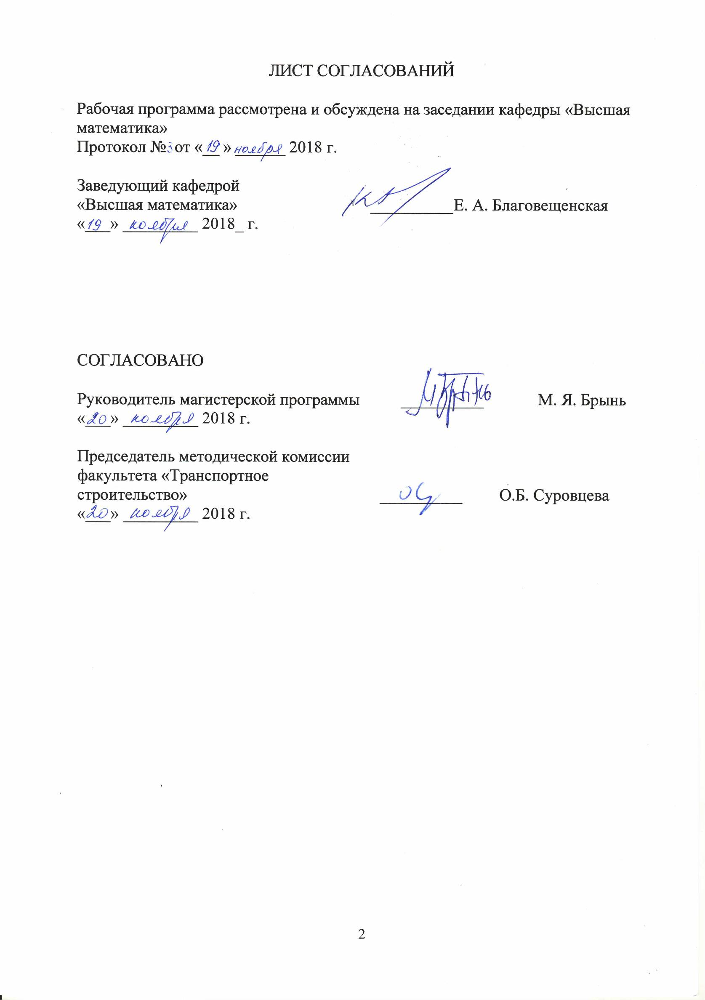 ЛИСТ СОГЛАСОВАНИЙ
Рабочая программа рассмотрена и обсуждена на заседании кафедры «Высшая
математика»
Протокол №3 от «19» ноября 2018 г.
Заведующий кафедрой
«Высшая математика» __________Е. А. Благовещенская
«19» ноября 2018_ г.
СОГЛАСОВАНО
Руководитель магистерской программы __________ М. Я. Брынь
«20» ноября 2018 г.
Председатель методической комиссии
факультета «Транспортное
строительство» __________ О.Б. Суровцева
«20» ноября 2018 г.
2